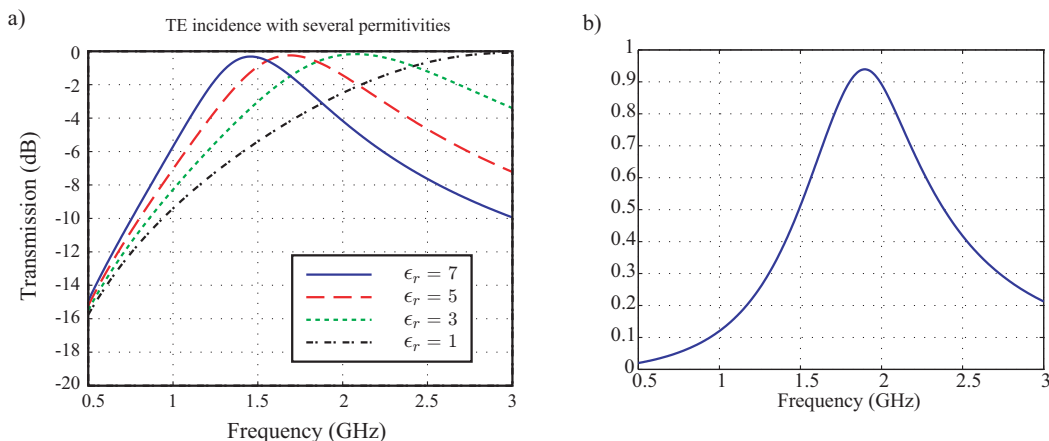 a)
TE incidence with several permitivities
0
-2
-4
-6
-8
-10
-12
-14
-16
-18
-20
Transmission (dB)
ϵr = 7
ϵr = 5
ϵr = 3
ϵr = 1
0.5 1 1.5 2 2.5 3
Frequency (GHz)
b)
1
0.9
0.8
0.7
0.6
0.5
0.4
0.3
0.2
0.1
0
0.5 1 1.5 2 2.5 3
Frequency (GHz)